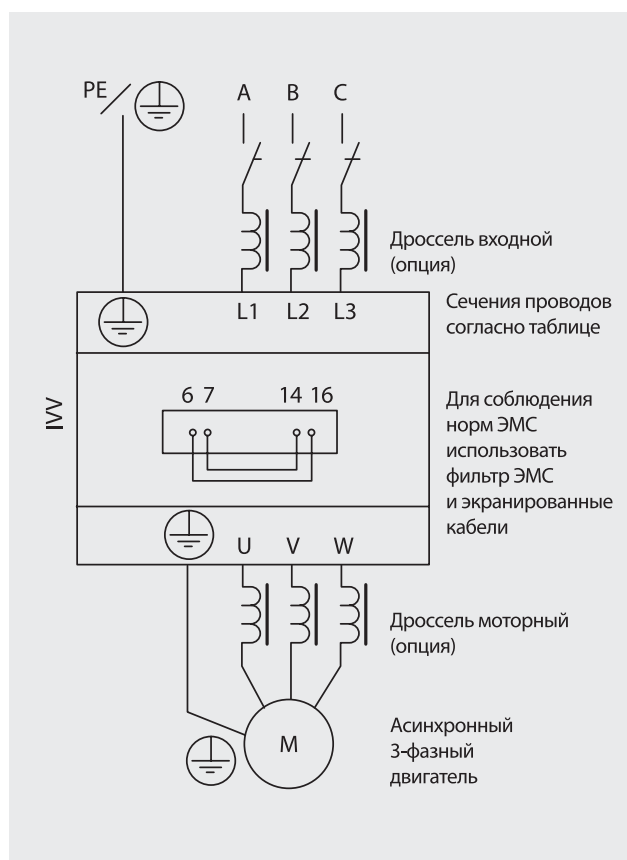 PE
A B C
Дроссель входной
(опция)
L1 L2 L3
Сечения проводов
согласно таблице
IVV
6 7 14 16
Для соблюдения
норм ЭМС
использовать
фильтр ЭМС
и экранированные
кабели
U V W
Дроссель моторный
(опция)
M
Асинхронный
3-фазный
двигатель